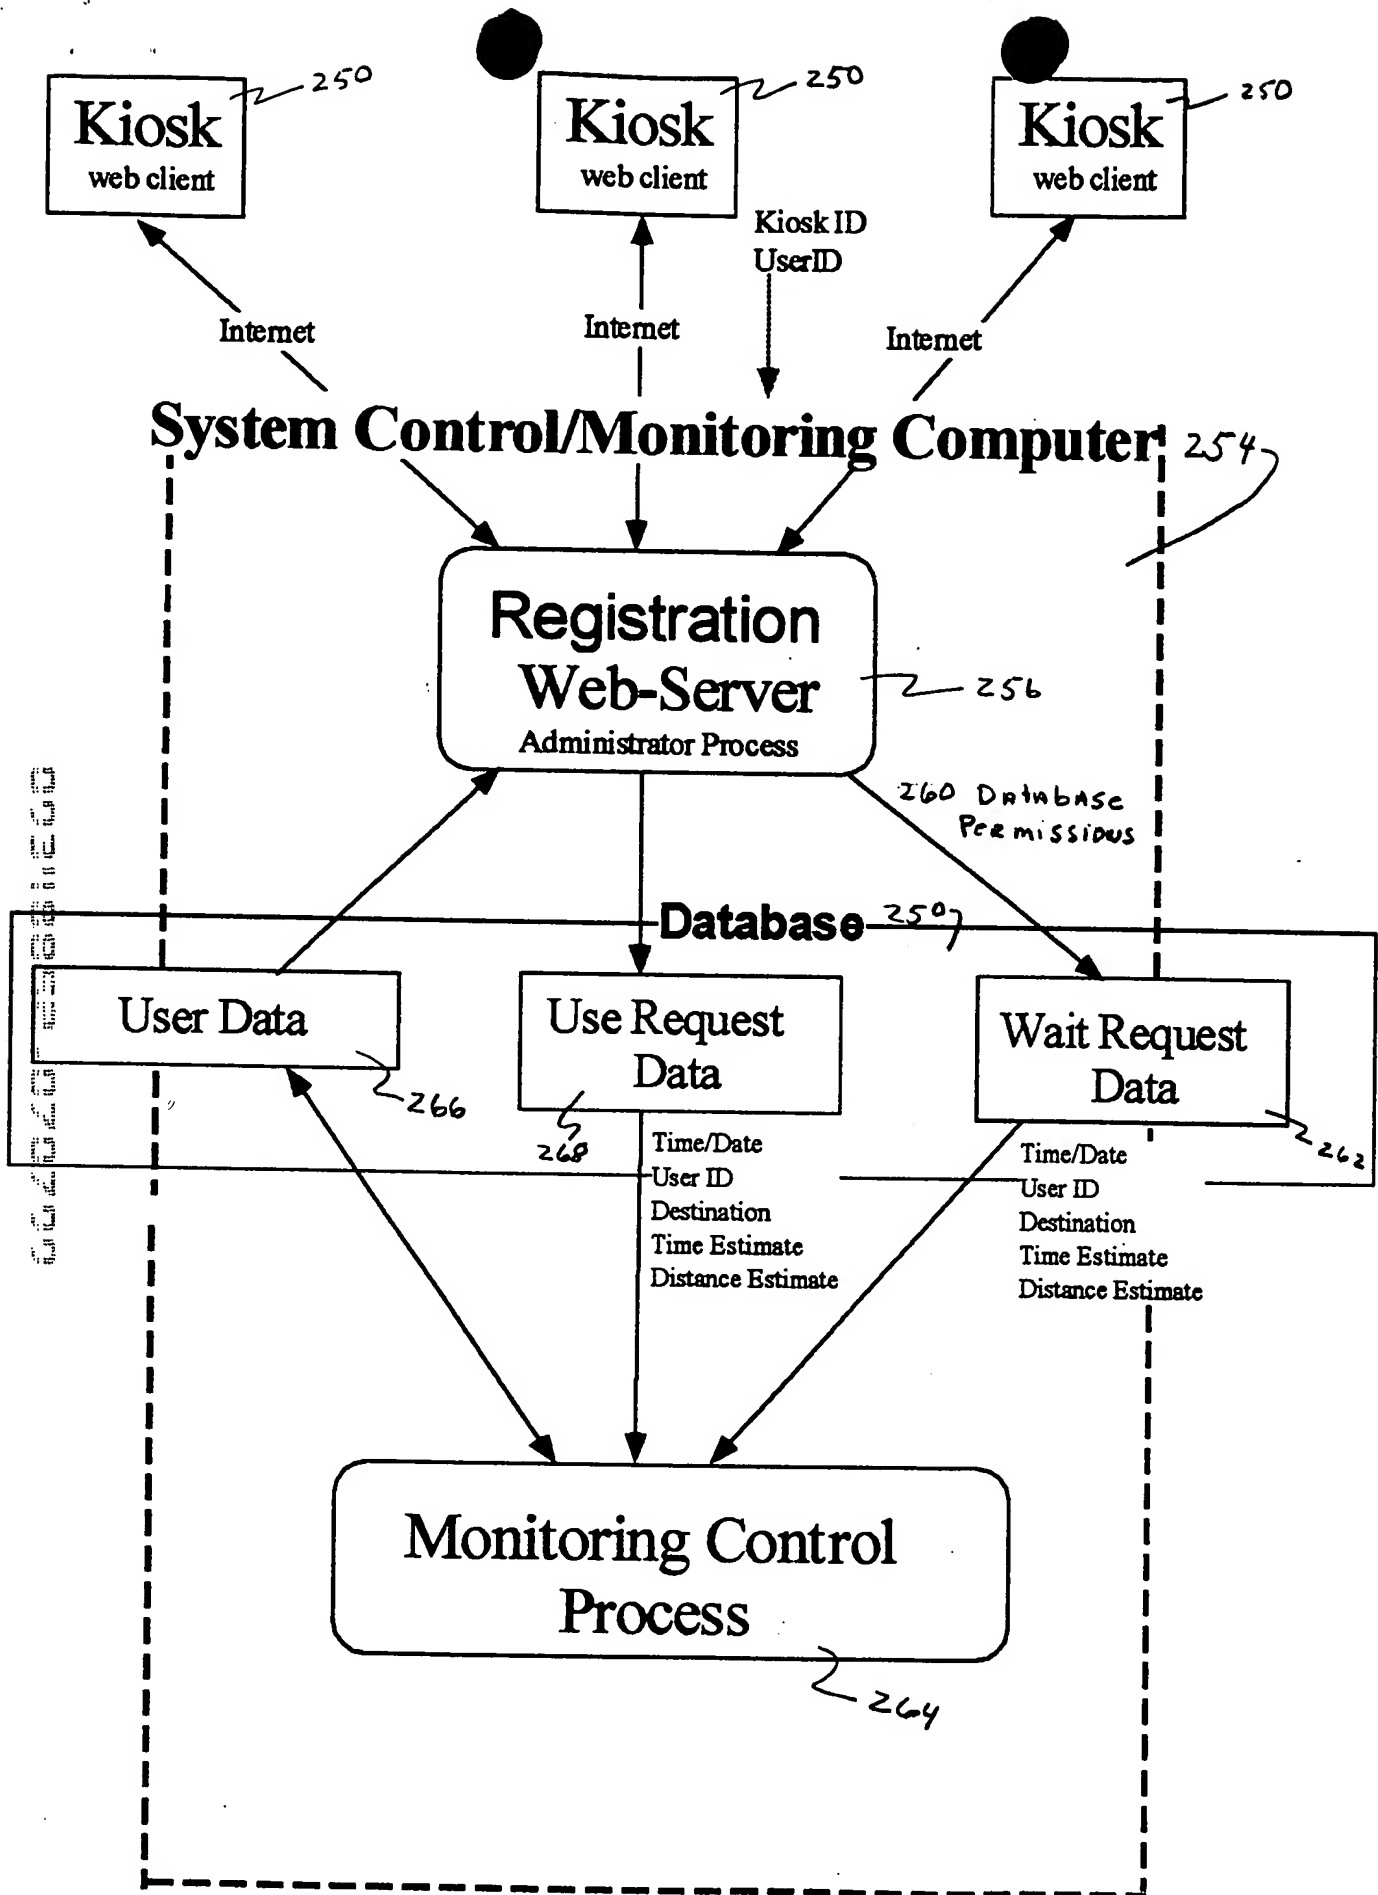 250
250
250
Kiosk
web client
Kiosk
web client
Kiosk
web client
Kiosk ID
UserID
Internet
Internet
Internet
System Control/Monitoring Computer
254
Registration
Web-Server
Administrator Process
256
260 Database
Permissions
Database
250
User Data
266
Use Request
Data
268
Wait Request
Data
262
Time/Date
User ID
Destination
Time Estimate
Distance Estimate
Time/Date
User ID
Destination
Time Estimate
Distance Estimate
Monitoring Control
Process
264